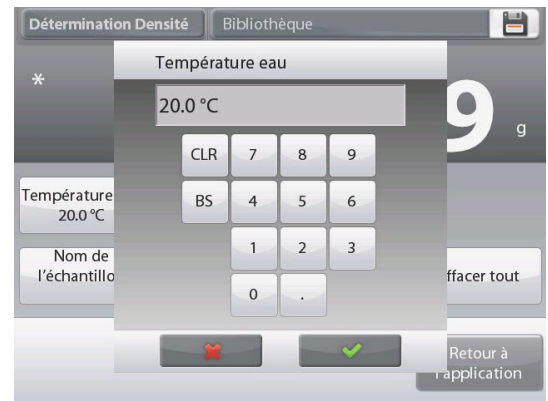 Détermination Densité
Bibliothèque
Température eau
*
9
g
20.0 °C
CLR 7 8 9
Température
20.0 °C
BS 4 5 6
Nom de
l'échantillo
1 2 3
ffacer tout
0 .
Retour à
l'application